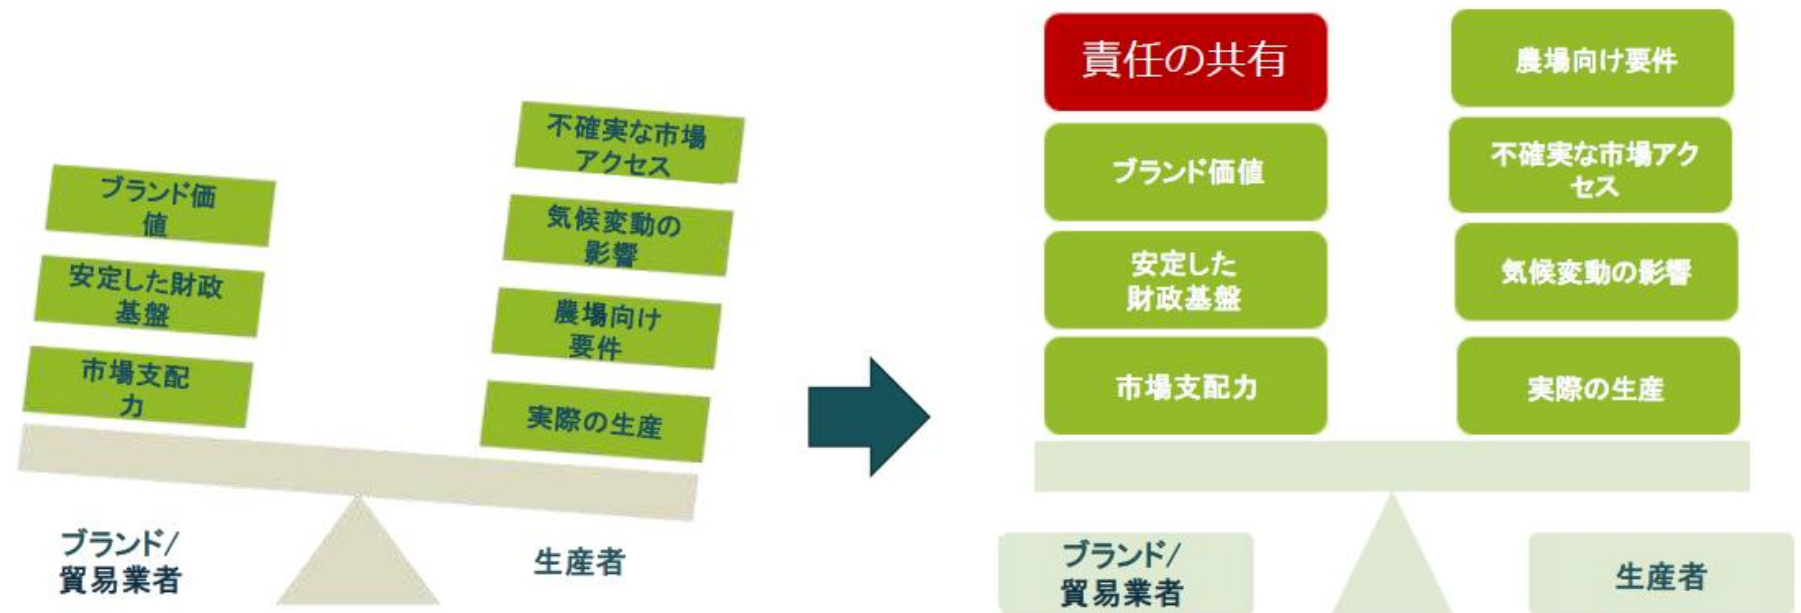 ブランド価
値
安定した財政
基盤
市場支配
力
不確実な市場
アクセス
気候変動の
影響
農場向け
要件
実際の生産
ブランド/
貿易業者
生産者
責任の共有
ブランド価値
安定した
財政基盤
市場支配力
農場向け要件
不確実な市場アク
セス
気候変動の影響
実際の生産
ブランド/
貿易業者
生産者